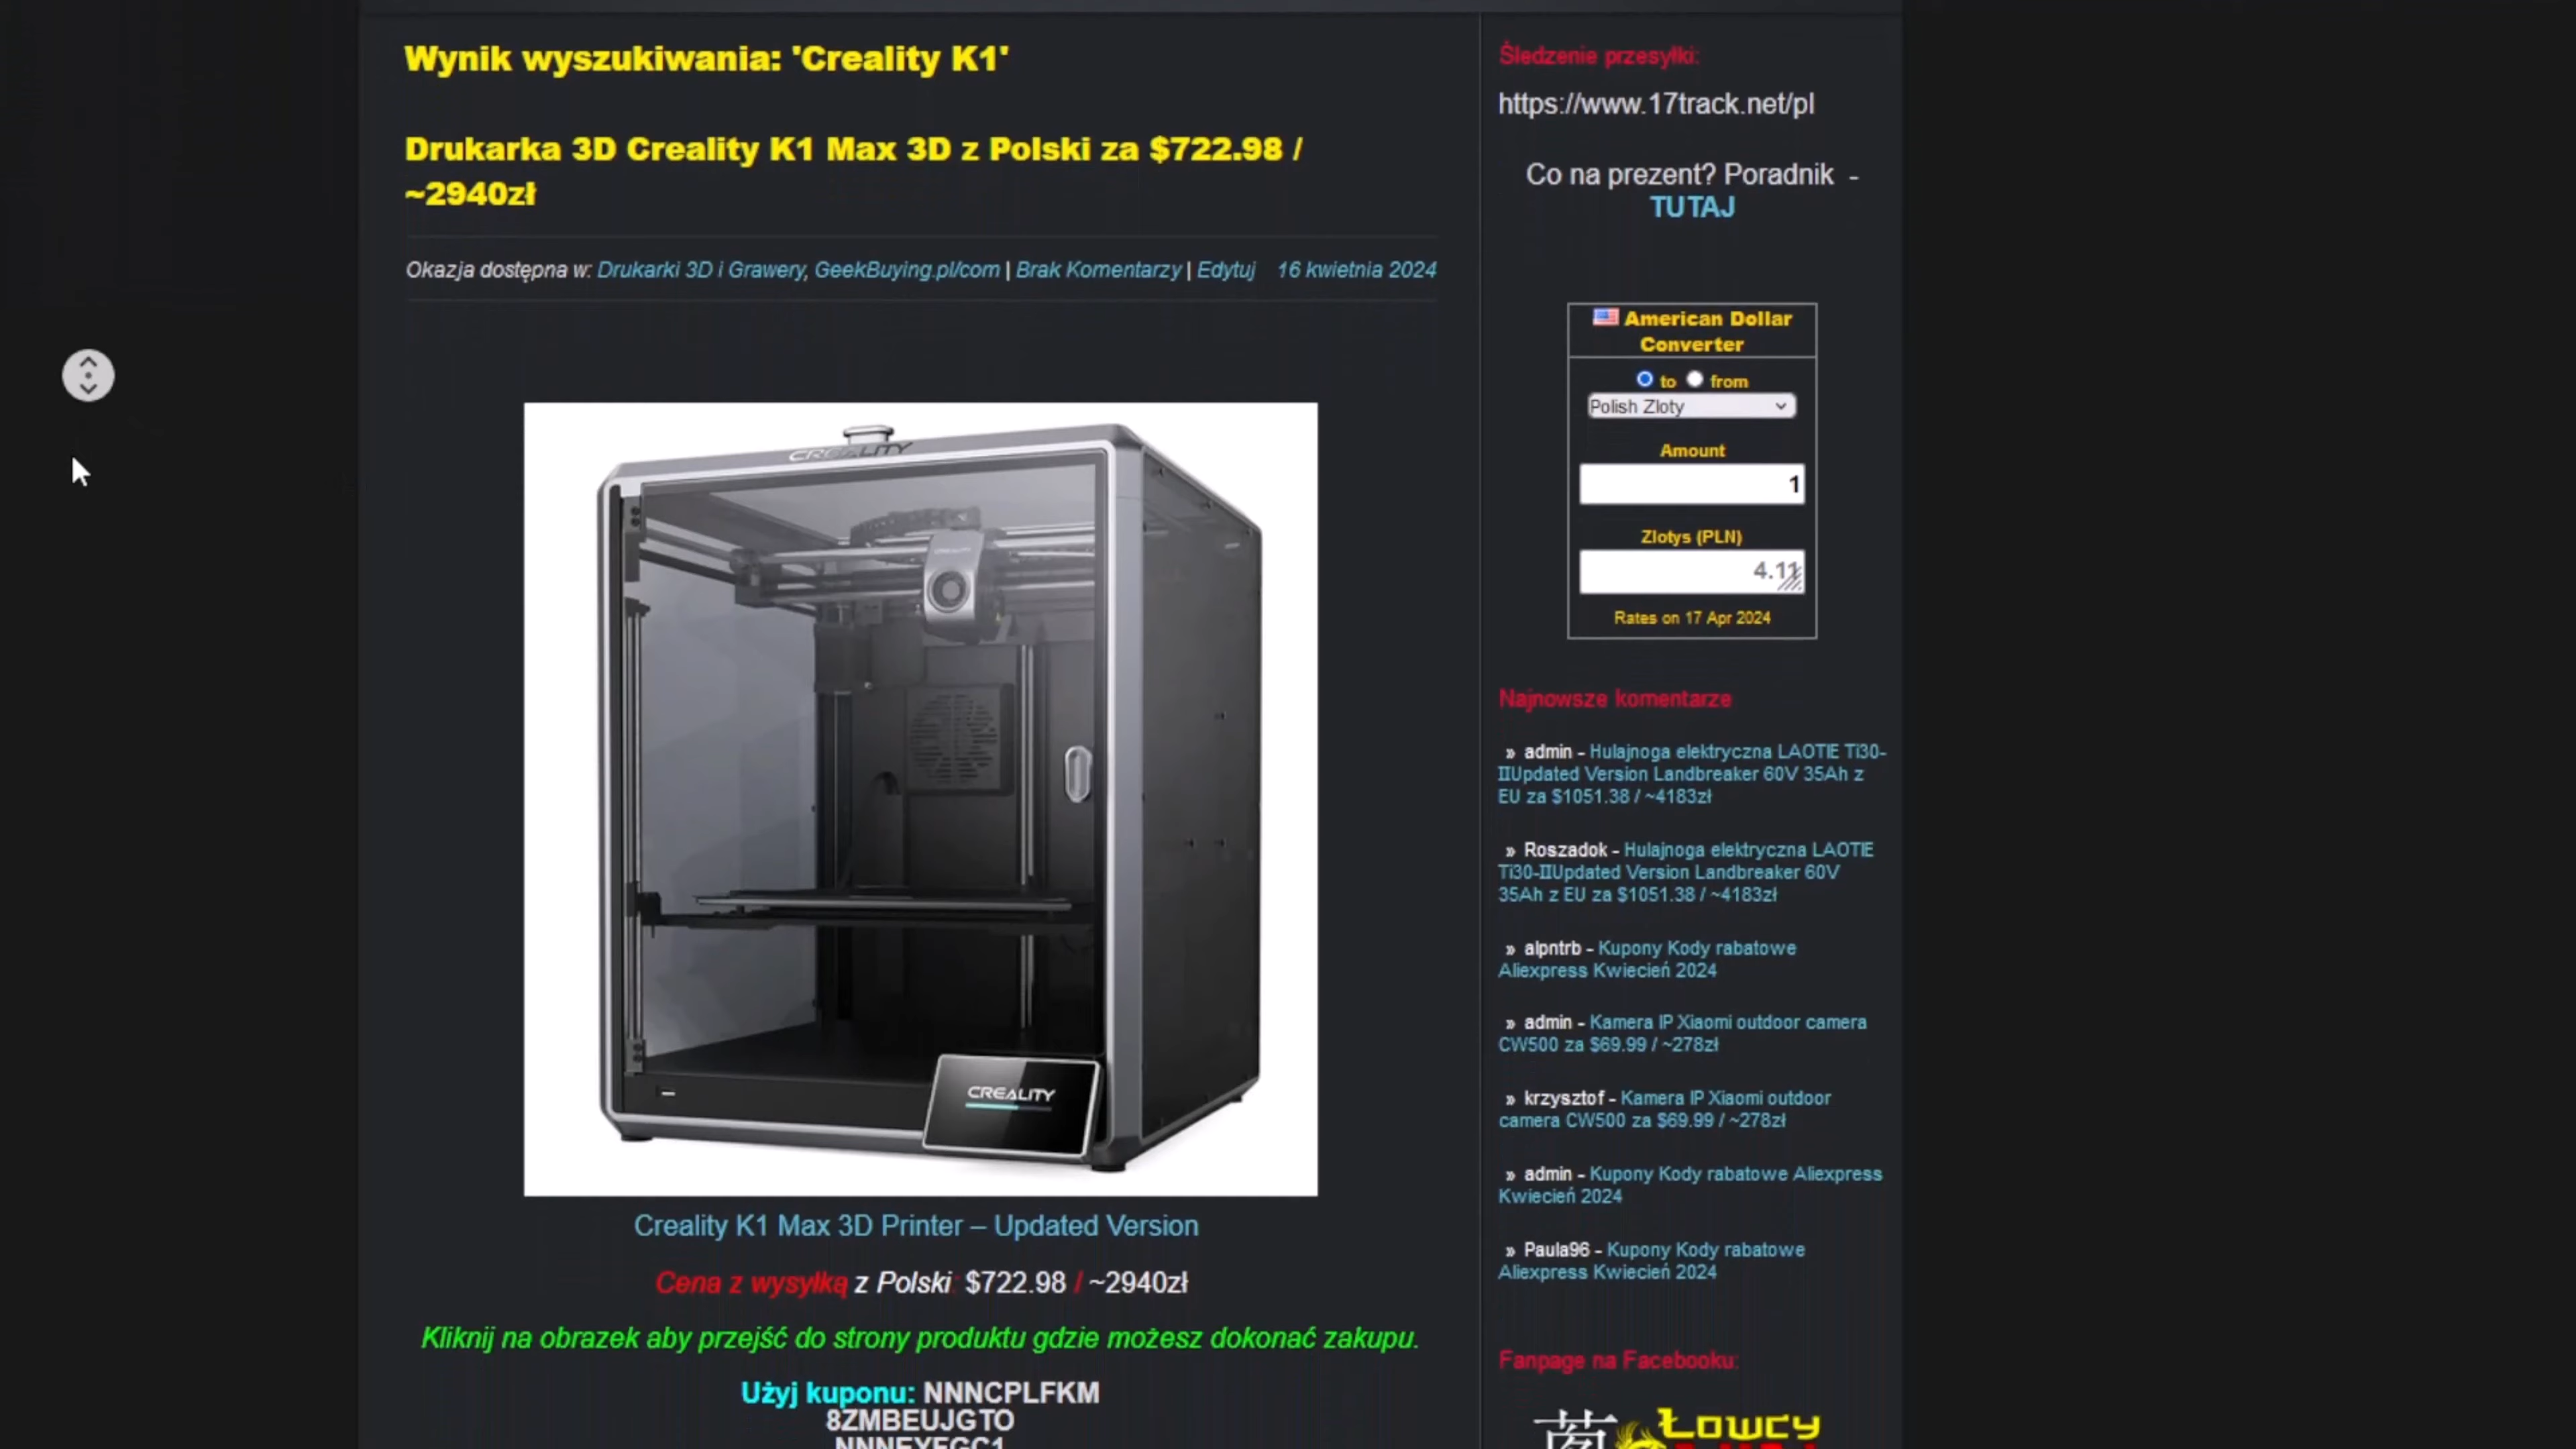 Wynik wyszukiwania: 'Creality K1'
Drukarka 3D Creality K1 Max 3D z Polski za $722.98 /
~2940zł
Okazja dostępna w: Drukarki 3D i Grawery, GeekBuying.pl/com | Brak Komentarzy | Edytuj 16 kwietnia 2024
CREALITY
CREALITY
Creality K1 Max 3D Printer – Updated Version
Cena z wysyłką z Polski: $722.98 / ~2940zł
Kliknij na obrazek aby przejść do strony produktu gdzie możesz dokonać zakupu.
Użyj kuponu: NNNCPLFKM
8ZMBEUJGTO
Śledzenie przesyłki:
https://www.17track.net/pl
Co na prezent? Poradnik -
TUTAJ
American Dollar
Converter
to from
Polish Zloty
Amount
1
Zlotys (PLN)
4.11
Rates on 17 Apr 2024
Najnowsze komentarze
» admin - Hulajnoga elektryczna LAOTIE Ti30-
IIUpdated Version Landbreaker 60V 35Ah z
EU za $1051.38 / ~4183zł
» Roszadok - Hulajnoga elektryczna LAOTIE
Ti30-IIUpdated Version Landbreaker 60V
35Ah z EU za $1051.38 / ~4183zł
» alpntrb - Kupony Kody rabatowe
Aliexpress Kwiecień 2024
» admin - Kamera IP Xiaomi outdoor camera
CW500 za $69.99 / ~278zł
» krzysztof - Kamera IP Xiaomi outdoor
camera CW500 za $69.99 / ~278zł
» admin - Kupony Kody rabatowe Aliexpress
Kwiecień 2024
» Paula96 - Kupony Kody rabatowe
Aliexpress Kwiecień 2024
Fanpage na Facebooku:
Łowcy